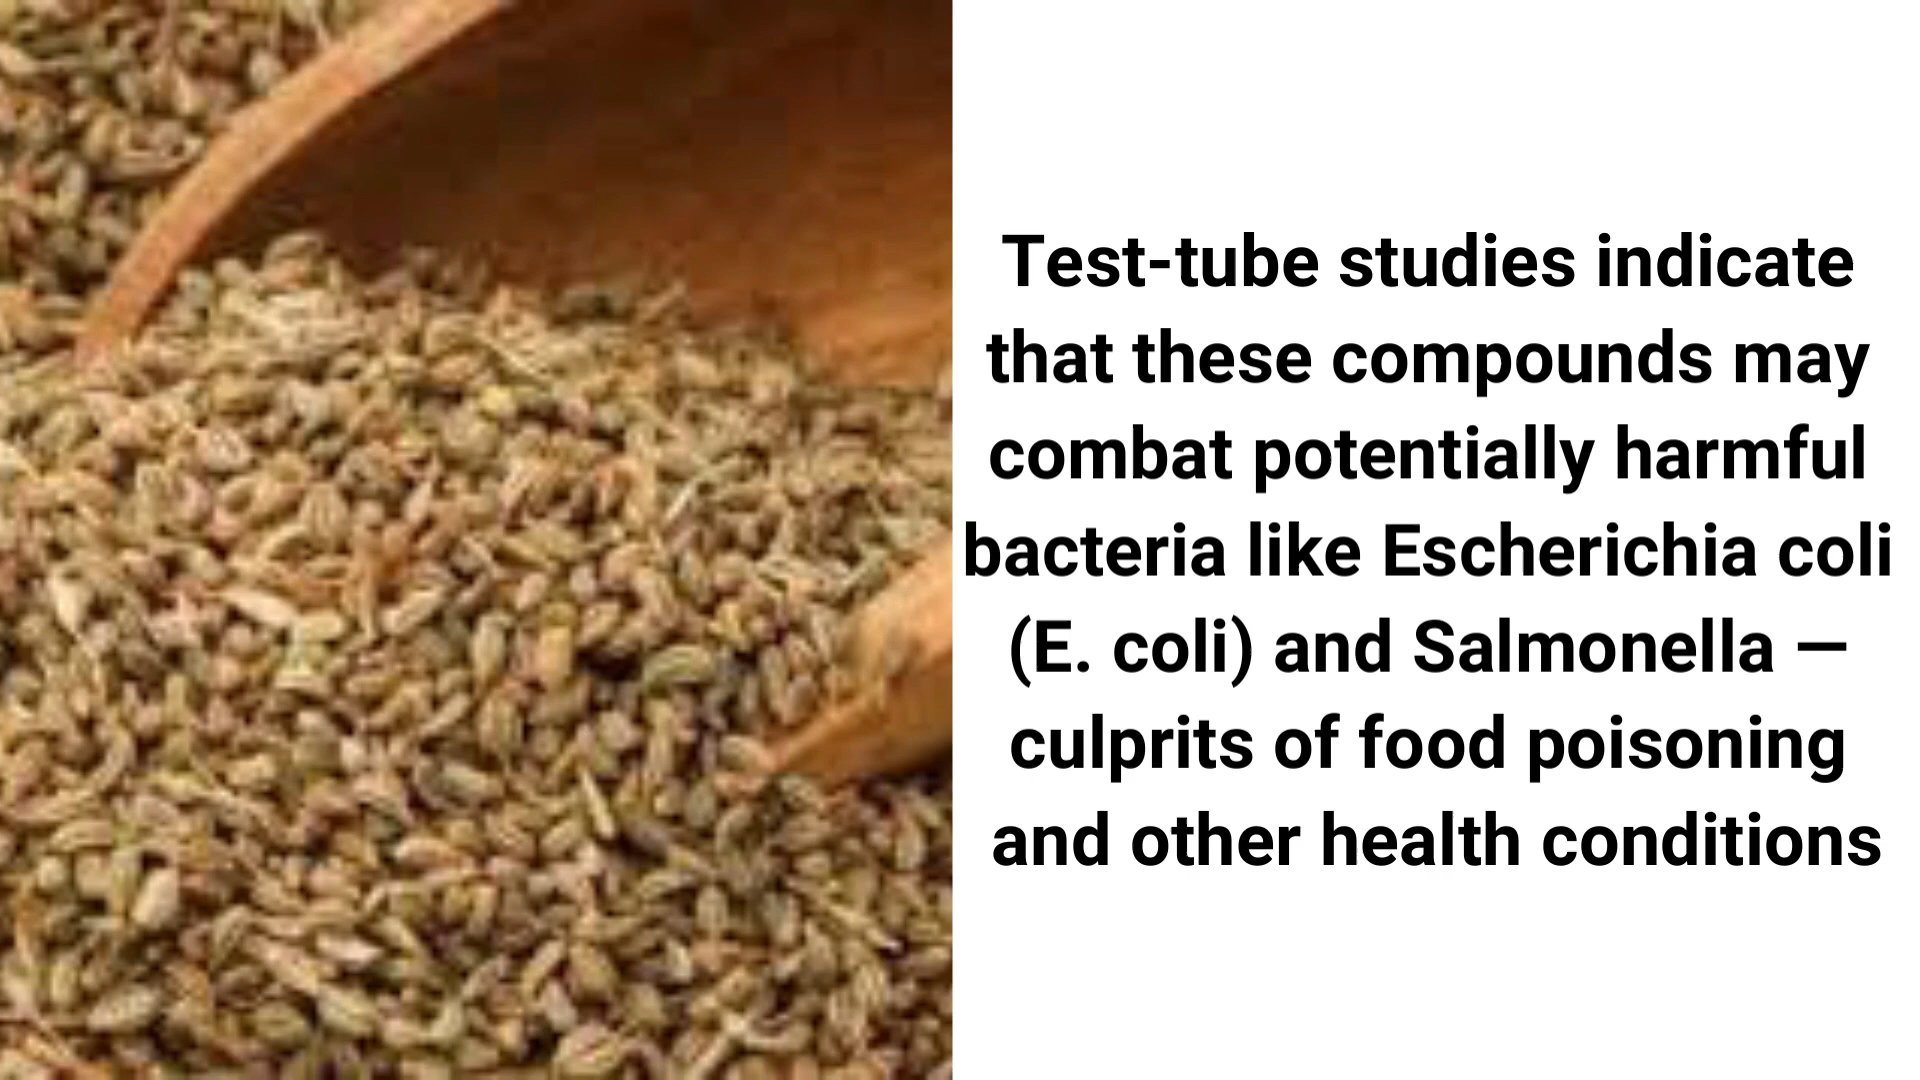 Test-tube studies indicate
that these compounds may
combat potentially harmful
bacteria like Escherichia coli
(E. coli) and Salmonella —
culprits of food poisoning
and other health conditions